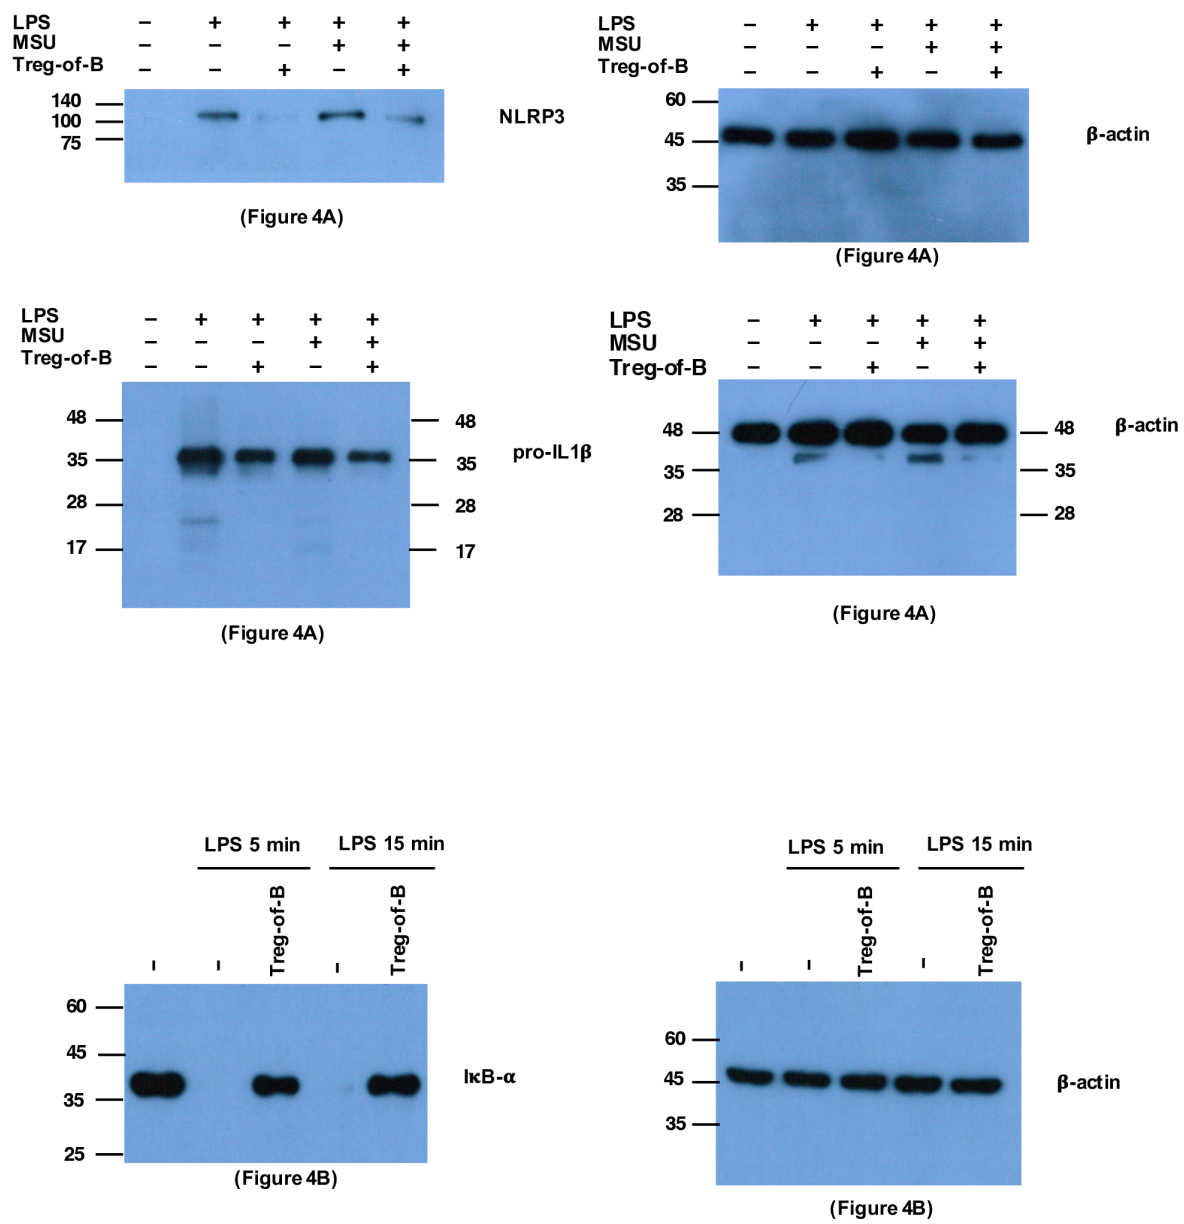 LPS – + + + +
MSU – – – + +
Treg-of-B – – + – +
140
100
75
NLRP3
(Figure 4A)
LPS – + + + +
MSU – – – + +
Treg-of-B – – + – +
60
45
35
β-actin
(Figure 4A)
LPS – + + + +
MSU – – – + +
Treg-of-B – – + – +
48 48
35 35
28 28
17 17
pro-IL1β
(Figure 4A)
LPS – + + + +
MSU – – – + +
Treg-of-B – – + – +
48 48
35 35
28 28
β-actin
(Figure 4A)
LPS 5 min LPS 15 min
– – Treg-of-B – Treg-of-B
60
45
35
25
IκB-α
(Figure 4B)
LPS 5 min LPS 15 min
– – Treg-of-B – Treg-of-B
60
45
35
β-actin
(Figure 4B)